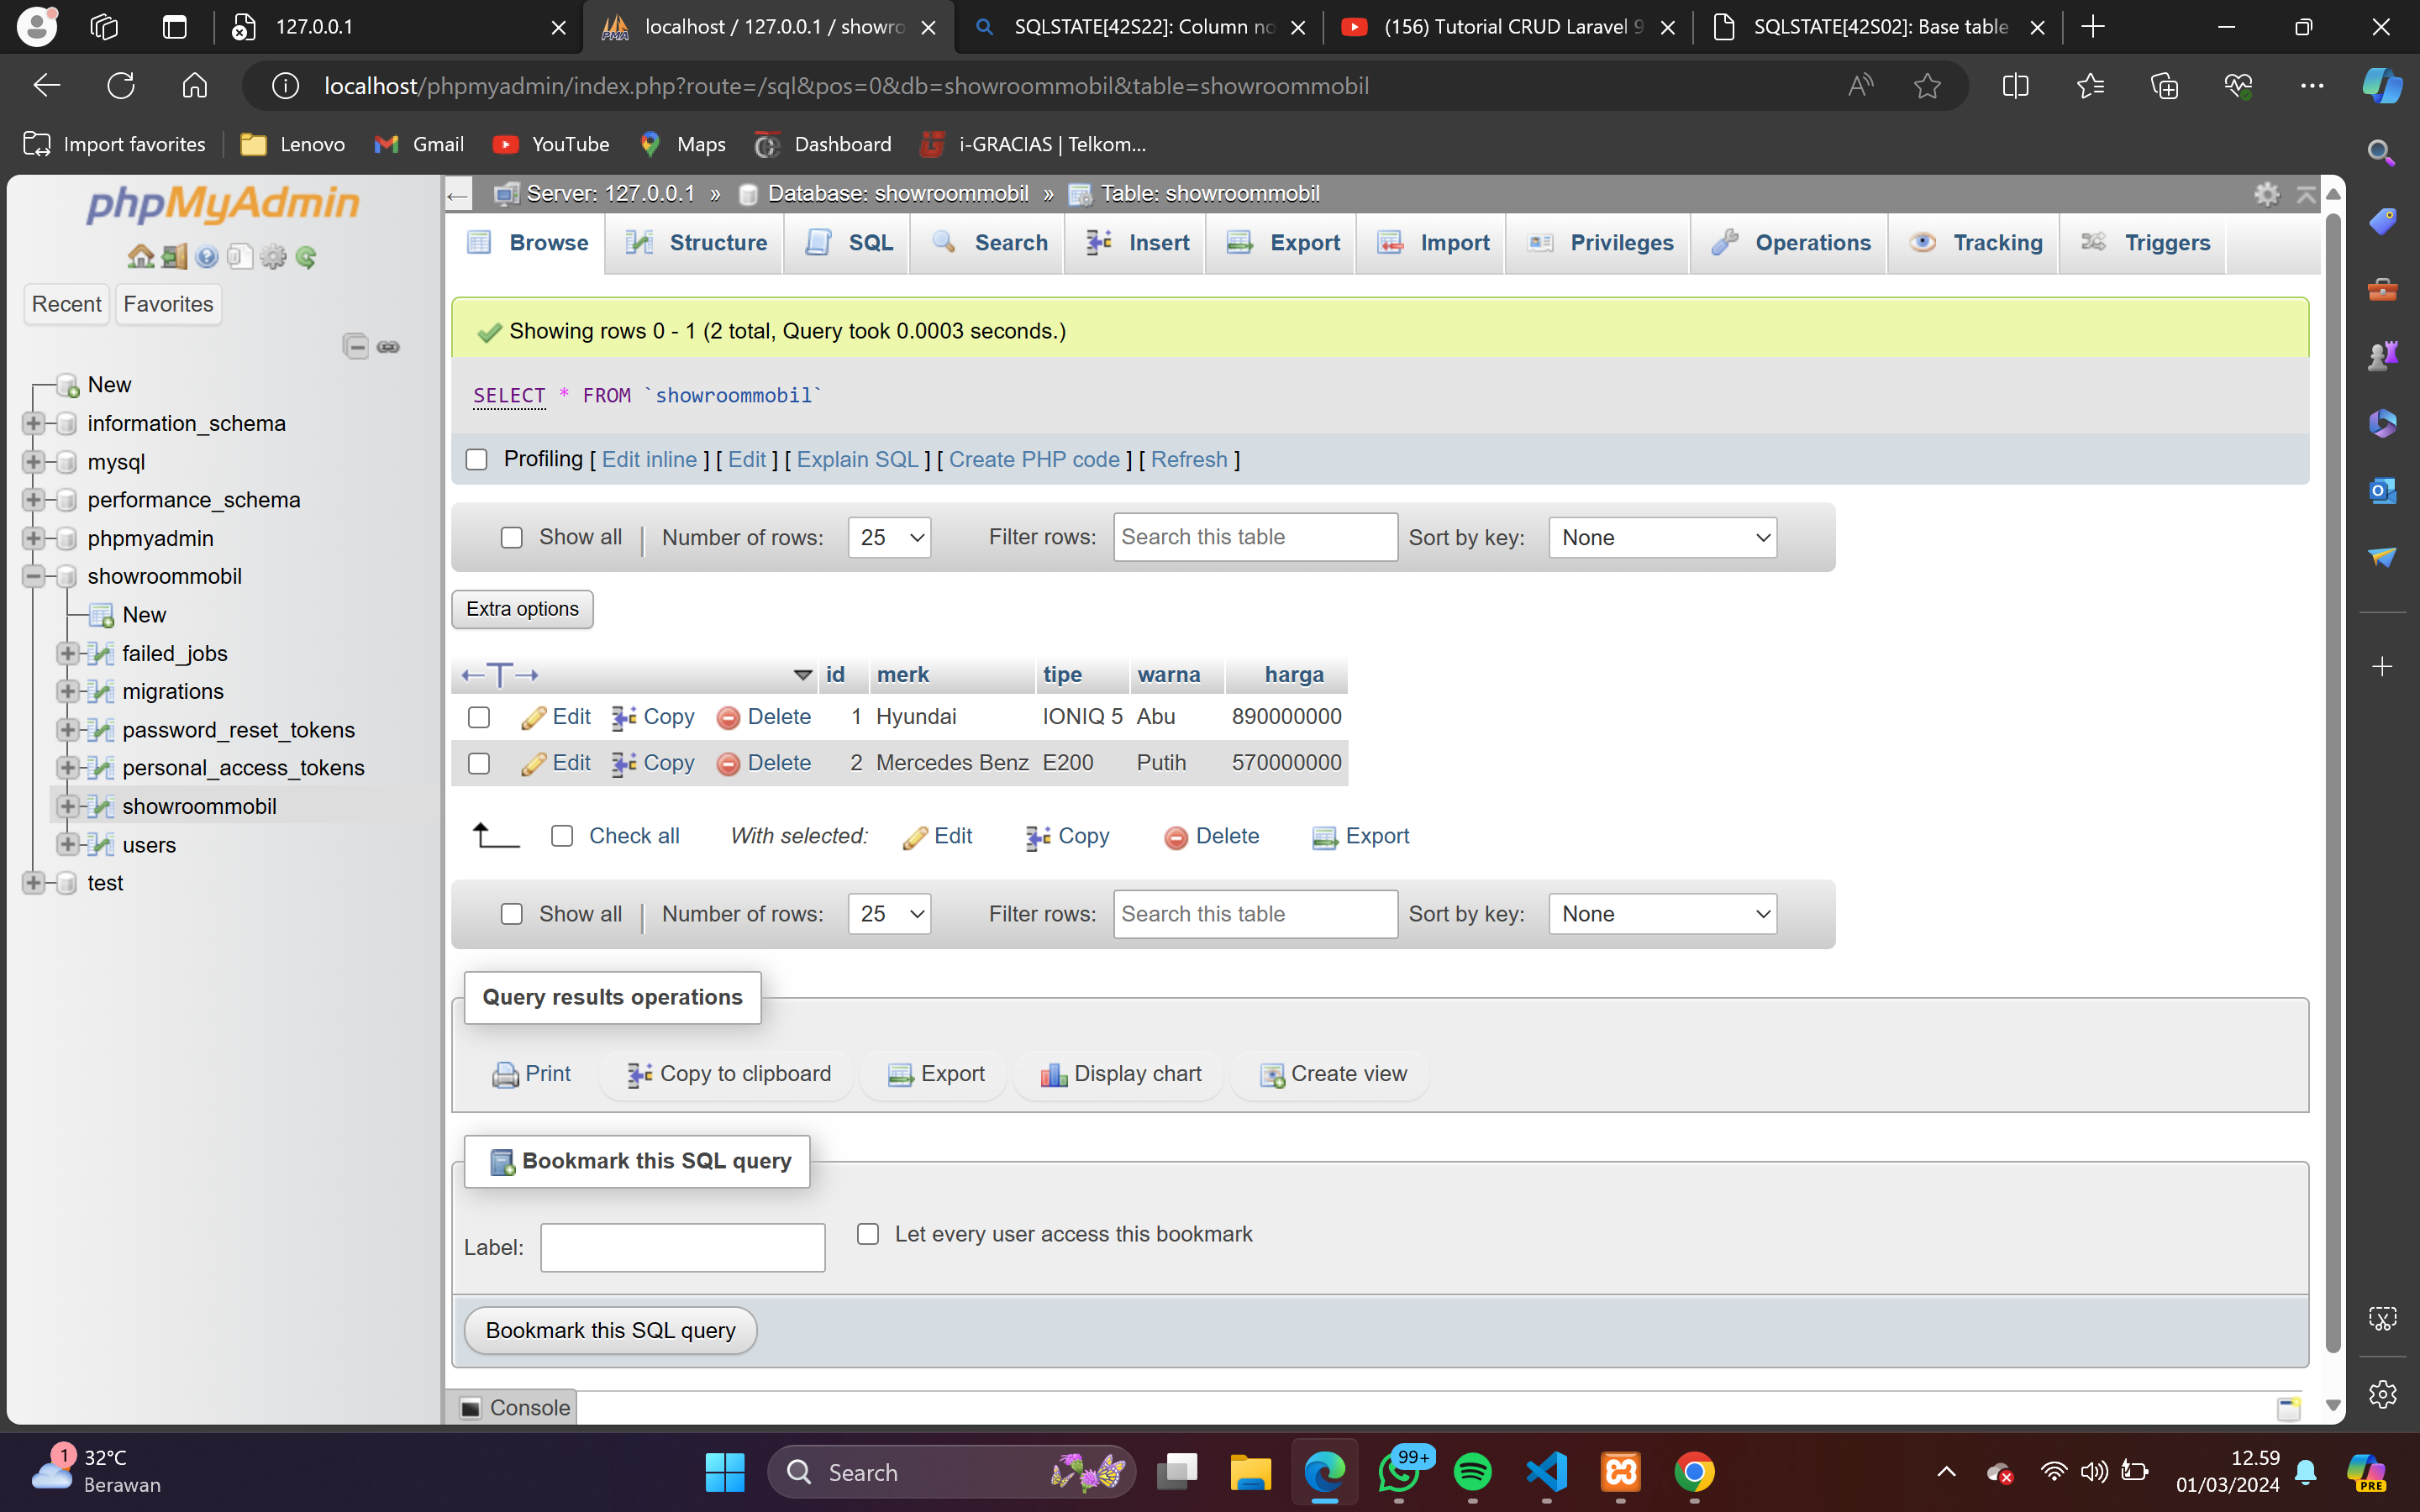 127.0.0.1
localhost / 127.0.0.1 / showro
SQLSTATE[42S22]: Column no
(156) Tutorial CRUD Laravel 9
SQLSTATE[42S02]: Base table
localhost/phpmyadmin/index.php?route=/sql&pos=0&db=showroommobil&table=showroommobil
Import favorites
Lenovo
Gmail
YouTube
Maps
Dashboard
i-GRACIAS | Telkom...
phpMyAdmin
Recent
Favorites
New
information_schema
mysql
performance_schema
phpmyadmin
showroommobil
New
failed_jobs
migrations
password_reset_tokens
personal_access_tokens
showroommobil
users
test
Server: 127.0.0.1 » Database: showroommobil » Table: showroommobil
Browse Structure SQL Search Insert Export Import Privileges Operations Tracking Triggers
Showing rows 0 - 1 (2 total, Query took 0.0003 seconds.)
SELECT * FROM `showroommobil`
Profiling [ Edit inline ] [ Edit ] [ Explain SQL ] [ Create PHP code ] [ Refresh ]
Show all | Number of rows: 25 Filter rows: Search this table Sort by key: None
Extra options
←T→ id merk tipe warna harga
Edit Copy Delete 1 Hyundai IONIQ 5 Abu 890000000
Edit Copy Delete 2 Mercedes Benz E200 Putih 570000000
Check all With selected: Edit Copy Delete Export
Show all | Number of rows: 25 Filter rows: Search this table Sort by key: None
Query results operations
Print Copy to clipboard Export Display chart Create view
Bookmark this SQL query
Label: Let every user access this bookmark
Bookmark this SQL query
Console
1
32°C
Berawan
Search
99+
12.59
01/03/2024
PRE